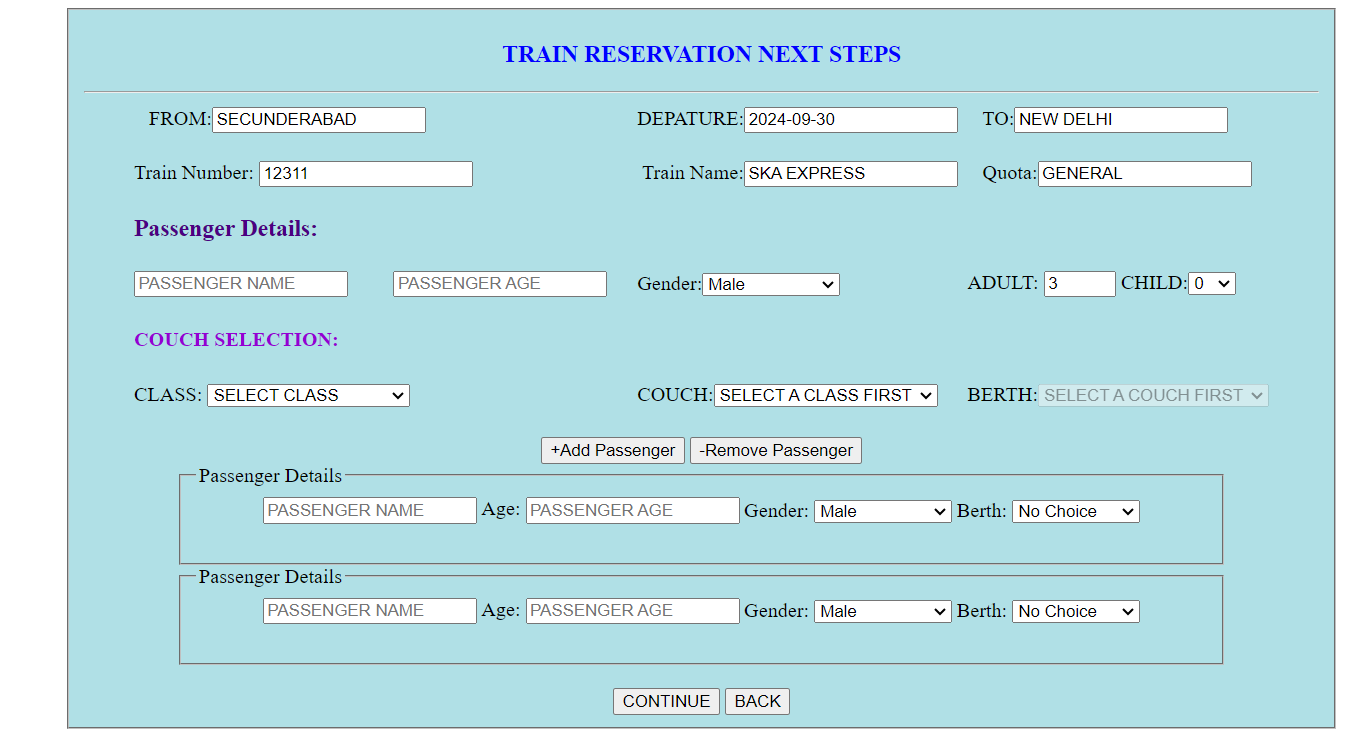 TRAIN RESERVATION NEXT STEPS
FROM: SECUNDERABAD DEPATURE: 2024-09-30 TO: NEW DELHI
Train Number: 12311 Train Name: SKA EXPRESS Quota: GENERAL
Passenger Details:
PASSENGER NAME PASSENGER AGE Gender: Male ADULT: 3 CHILD: 0
COUCH SELECTION:
CLASS: SELECT CLASS COUCH: SELECT A CLASS FIRST BERTH: SELECT A COUCH FIRST
+Add Passenger -Remove Passenger
Passenger Details
PASSENGER NAME Age: PASSENGER AGE Gender: Male Berth: No Choice
Passenger Details
PASSENGER NAME Age: PASSENGER AGE Gender: Male Berth: No Choice
CONTINUE BACK